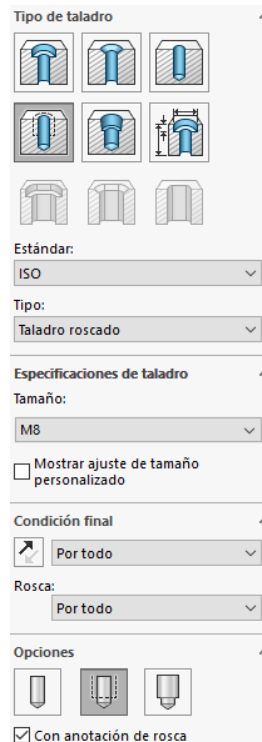 Tipo de taladro
Estándar:
ISO
Tipo:
Taladro roscado
Especificaciones de taladro
Tamaño:
M8
Mostrar ajuste de tamaño
personalizado
Condición final
Por todo
Rosca:
Por todo
Opciones
Con anotación de rosca